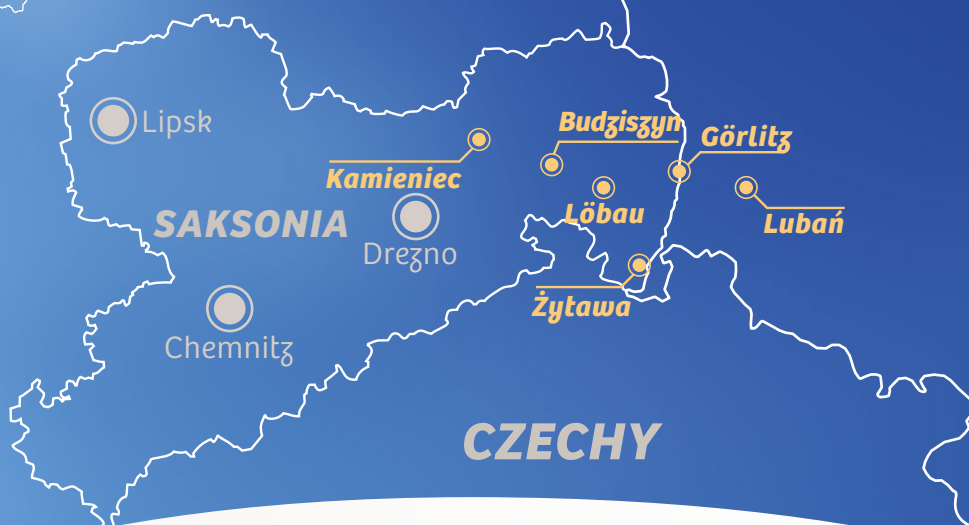 Lipsk
Budziszyn
Görlitz
Kamieniec
SAKSONIA
Löbau
Lubań
Drezno
Żytawa
Chemnitz
CZECHY